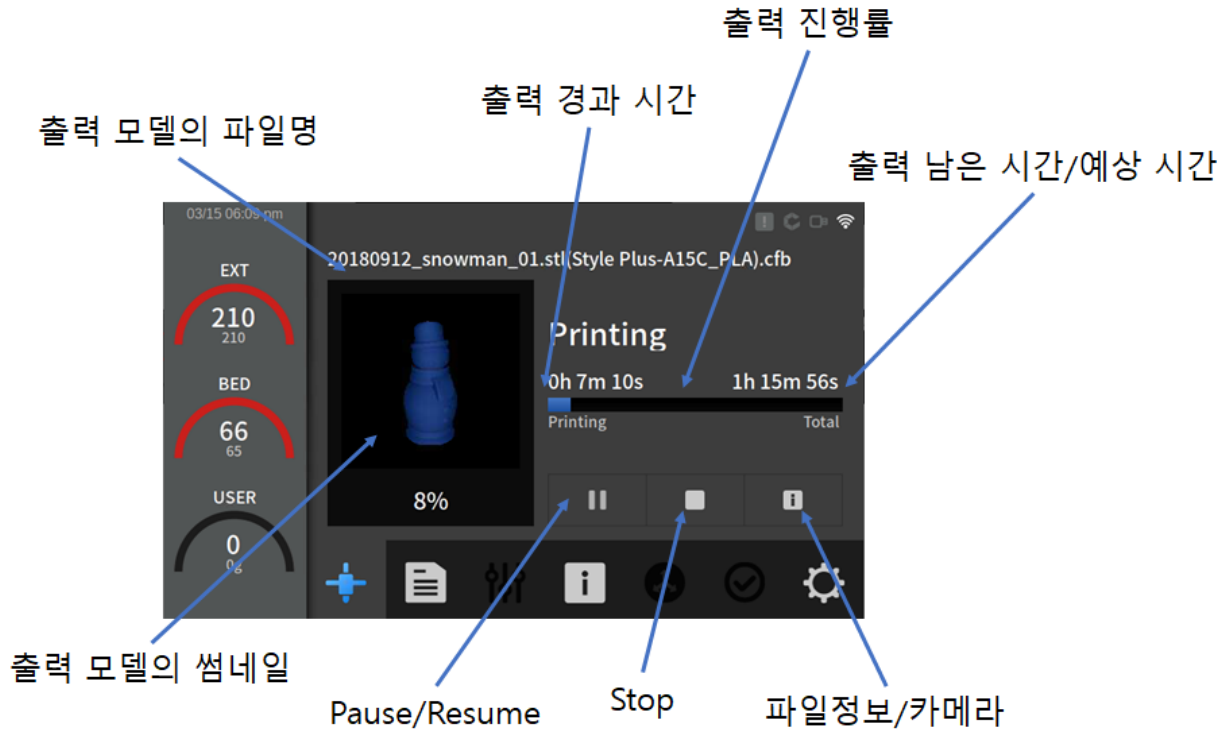 출력 진행률
출력 경과 시간
출력 모델의 파일명
출력 남은 시간/예상 시간
03/15 06:09 pm
20180912_snowman_01.stl(Style Plus-A15C_PLA).cfb
EXT
210
210
Printing
BED
0h 7m 10s 1h 15m 56s
Printing Total
66
65
USER
8%
0
0g
출력 모델의 썸네일
Pause/Resume
Stop
파일정보/카메라